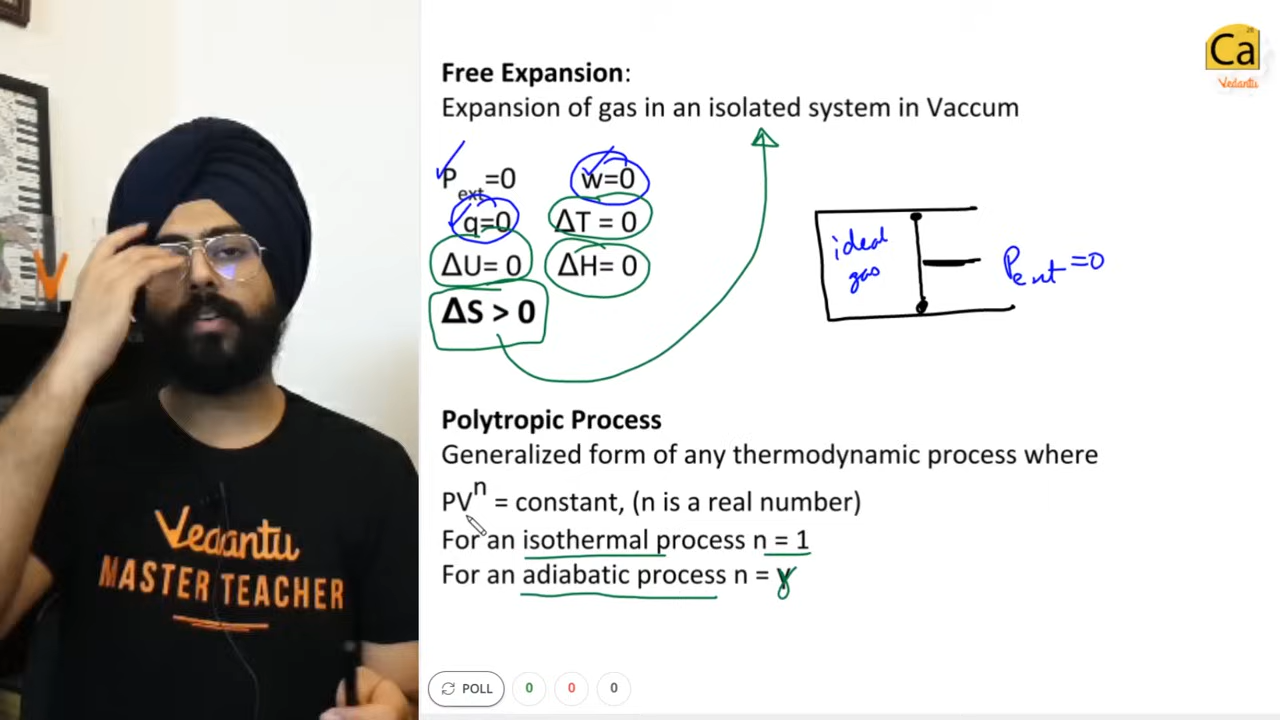 26
Ca
Vedantu
Free Expansion:
Expansion of gas in an isolated system in Vaccum
Pext=0 w=0
q=0 ΔT = 0
ΔU= 0 ΔH= 0
ΔS > 0
ideal
gas
Pext=0
Polytropic Process
Generalized form of any thermodynamic process where
PVⁿ = constant, (n is a real number)
For an isothermal process n = 1
For an adiabatic process n = γ
Vedantu
MASTER TEACHER
POLL 0 0 0